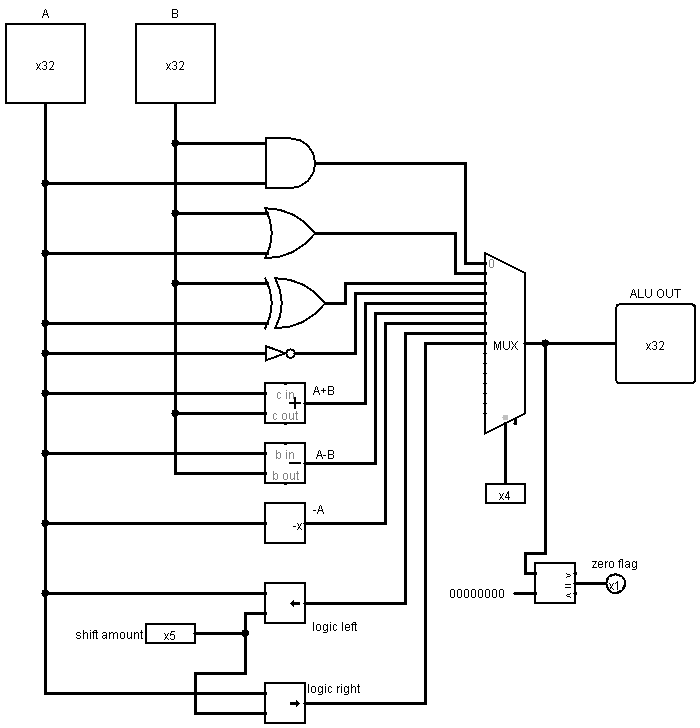 A
B
x32
x32
0
ALU OUT
x32
MUX
c in
+
c out
A+B
b in
−
b out
A-B
x4
-A
-x
zero flag
>
=
<
x1
00000000
←
shift amount
x5
logic left
logic right
→